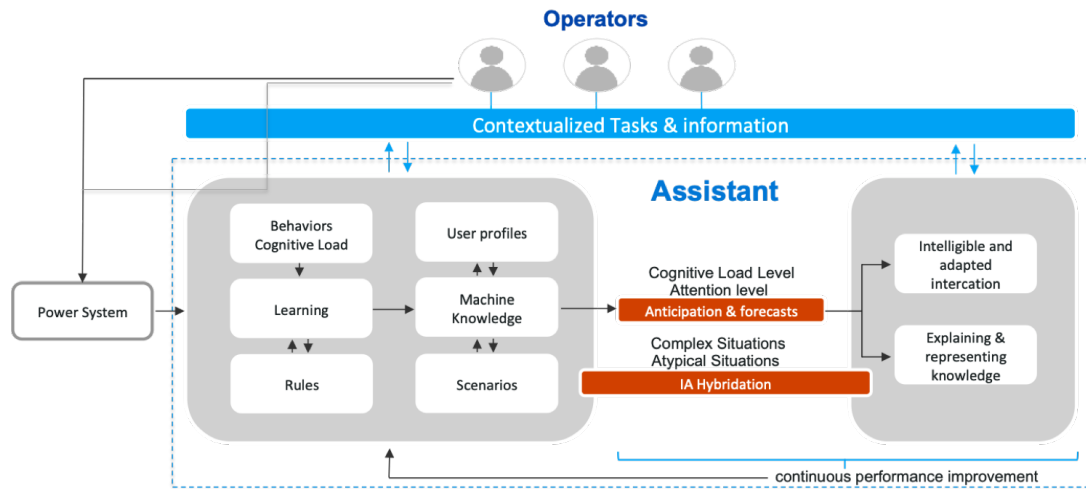 Operators
Contextualized Tasks & information
Assistant
Behaviors
Cognitive Load
User profiles
Learning
Machine
Knowledge
Rules
Scenarios
Power System
Cognitive Load Level
Attention level
Anticipation & forecasts
Complex Situations
Atypical Situations
IA Hybridation
Intelligible and
adapted
intercation
Explaining &
representing
knowledge
continuous performance improvement